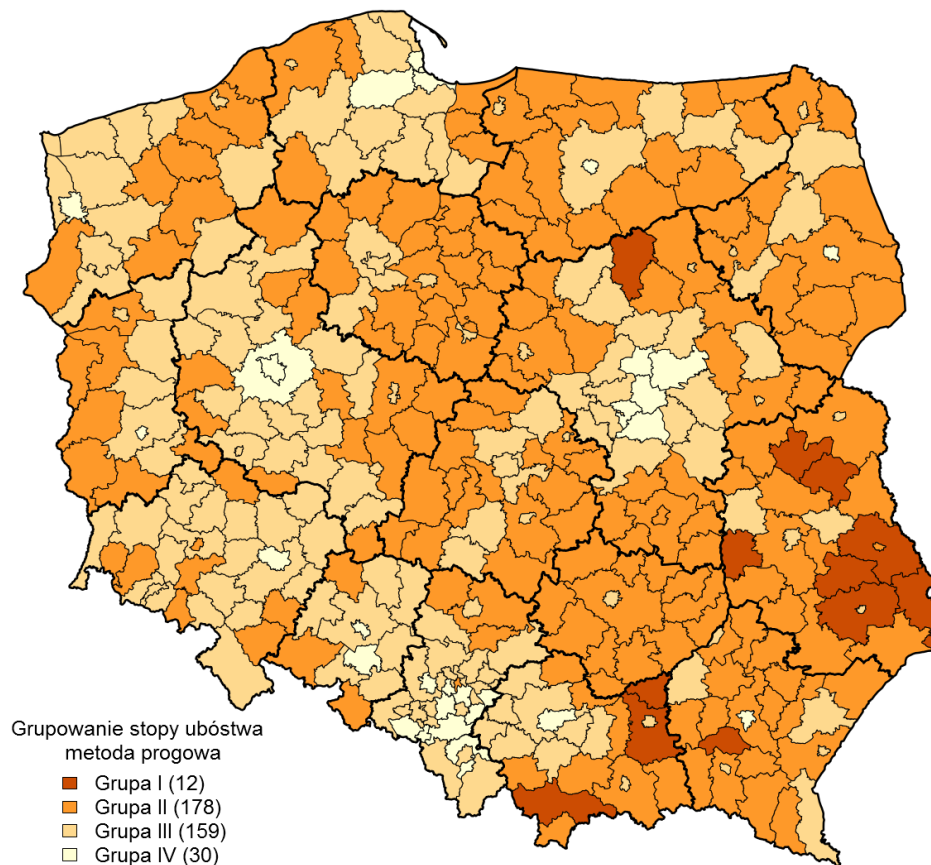 Grupowanie stopy ubóstwa
metoda progowa
Grupa I (12)
Grupa II (178)
Grupa III (159)
Grupa IV (30)